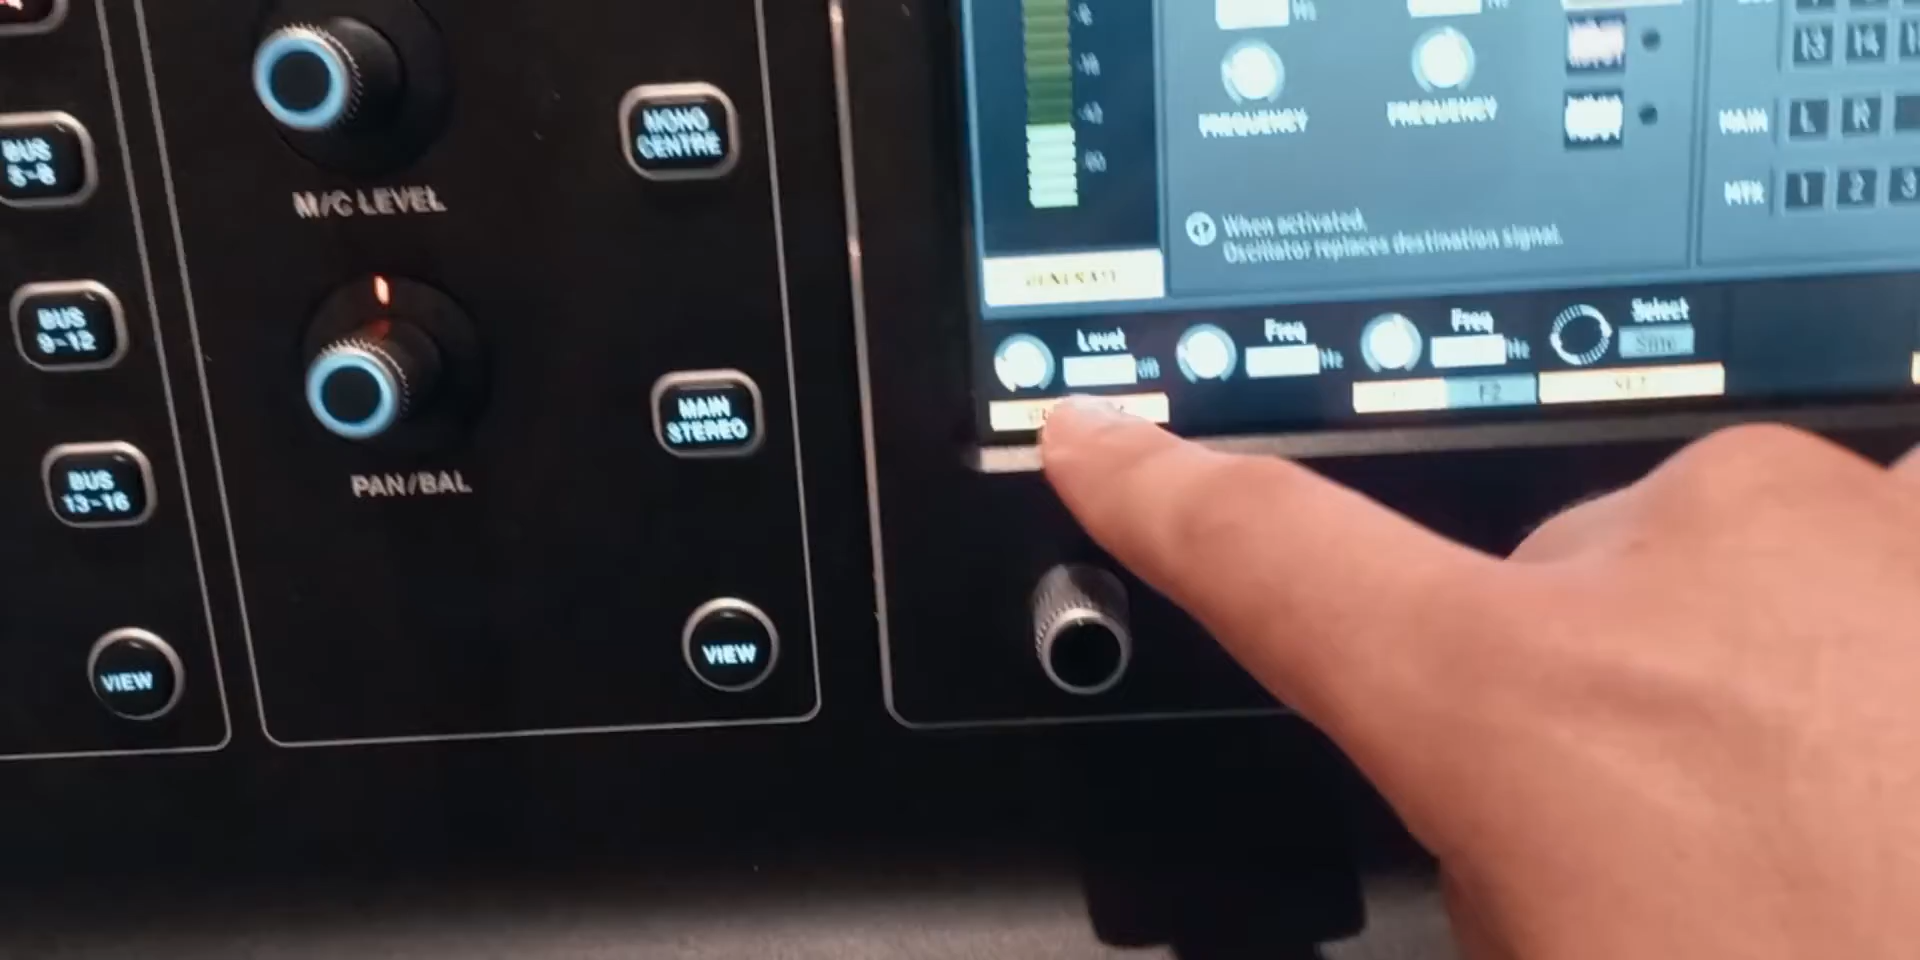 BUS
5-8
BUS
9-12
BUS
13-16
VIEW
M/C LEVEL
PAN/BAL
MONO
CENTRE
MAIN
STEREO
VIEW
FREQUENCY
FREQUENCY
13 14
MAIN L R
MTX 1 2 3
When activated,
Oscillator replaces destination signal.
GENERATE
Level
dB
Freq
Hz
Freq
Hz
F2
Select
Sine
SET